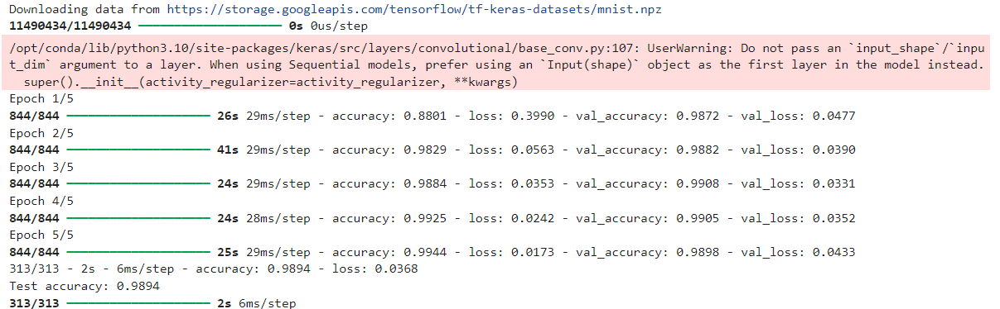 Downloading data from https://storage.googleapis.com/tensorflow/tf-keras-datasets/mnist.npz
11490434/11490434 ━━━━━━━━━━━━━━━━━━━━ 0s 0us/step
/opt/conda/lib/python3.10/site-packages/keras/src/layers/convolutional/base_conv.py:107: UserWarning: Do not pass an `input_shape`/`inpu
t_dim` argument to a layer. When using Sequential models, prefer using an `Input(shape)` object as the first layer in the model instead.
  super().__init__(activity_regularizer=activity_regularizer, **kwargs)
Epoch 1/5
844/844 ━━━━━━━━━━━━━━━━━━━━ 26s 29ms/step - accuracy: 0.8801 - loss: 0.3990 - val_accuracy: 0.9872 - val_loss: 0.0477
Epoch 2/5
844/844 ━━━━━━━━━━━━━━━━━━━━ 41s 29ms/step - accuracy: 0.9829 - loss: 0.0563 - val_accuracy: 0.9882 - val_loss: 0.0390
Epoch 3/5
844/844 ━━━━━━━━━━━━━━━━━━━━ 24s 29ms/step - accuracy: 0.9884 - loss: 0.0353 - val_accuracy: 0.9908 - val_loss: 0.0331
Epoch 4/5
844/844 ━━━━━━━━━━━━━━━━━━━━ 24s 28ms/step - accuracy: 0.9925 - loss: 0.0242 - val_accuracy: 0.9905 - val_loss: 0.0352
Epoch 5/5
844/844 ━━━━━━━━━━━━━━━━━━━━ 25s 29ms/step - accuracy: 0.9944 - loss: 0.0173 - val_accuracy: 0.9898 - val_loss: 0.0433
313/313 - 2s - 6ms/step - accuracy: 0.9894 - loss: 0.0368
Test accuracy: 0.9894
313/313 ━━━━━━━━━━━━━━━━━━━━ 2s 6ms/step